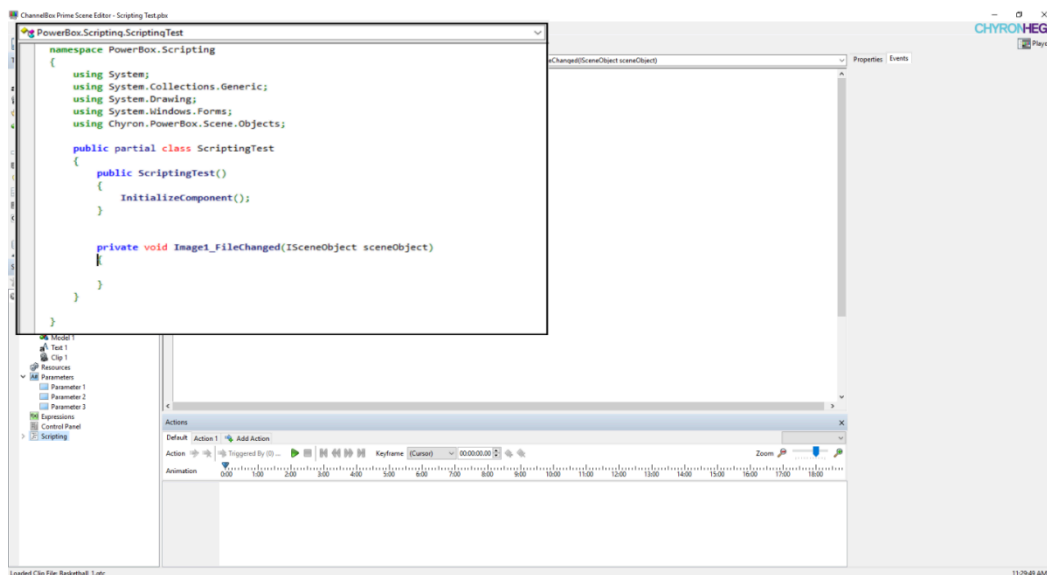 ChannelBox Prime Scene Editor - Scripting Test.pbx
CHYRONHEG
Playo
PowerBox.Scripting.ScriptingTest
eChanged(ISceneObject sceneObject)
Properties Events
namespace PowerBox.Scripting
{
using System;
using System.Collections.Generic;
using System.Drawing;
using System.Windows.Forms;
using Chyron.PowerBox.Scene.Objects;
public partial class ScriptingTest
{
public ScriptingTest()
{
InitializeComponent();
}
private void Image1_FileChanged(ISceneObject sceneObject)
{
}
}
}
Model 1
Text 1
Clip 1
Resources
Parameters
Parameter 1
Parameter 2
Parameter 3
Expressions
Control Panel
Scripting
Actions
Default Action 1 Add Action
Action Triggered By (0) ... Keyframe (Cursor) 00:00:00.00 Zoom
Animation 0:00 1:00 2:00 3:00 4:00 5:00 6:00 7:00 8:00 9:00 10:00 11:00 12:00 13:00 14:00 15:00 16:00 17:00 18:00
Loaded Clip File: Basketball_1.qtc
11:29:49 AM